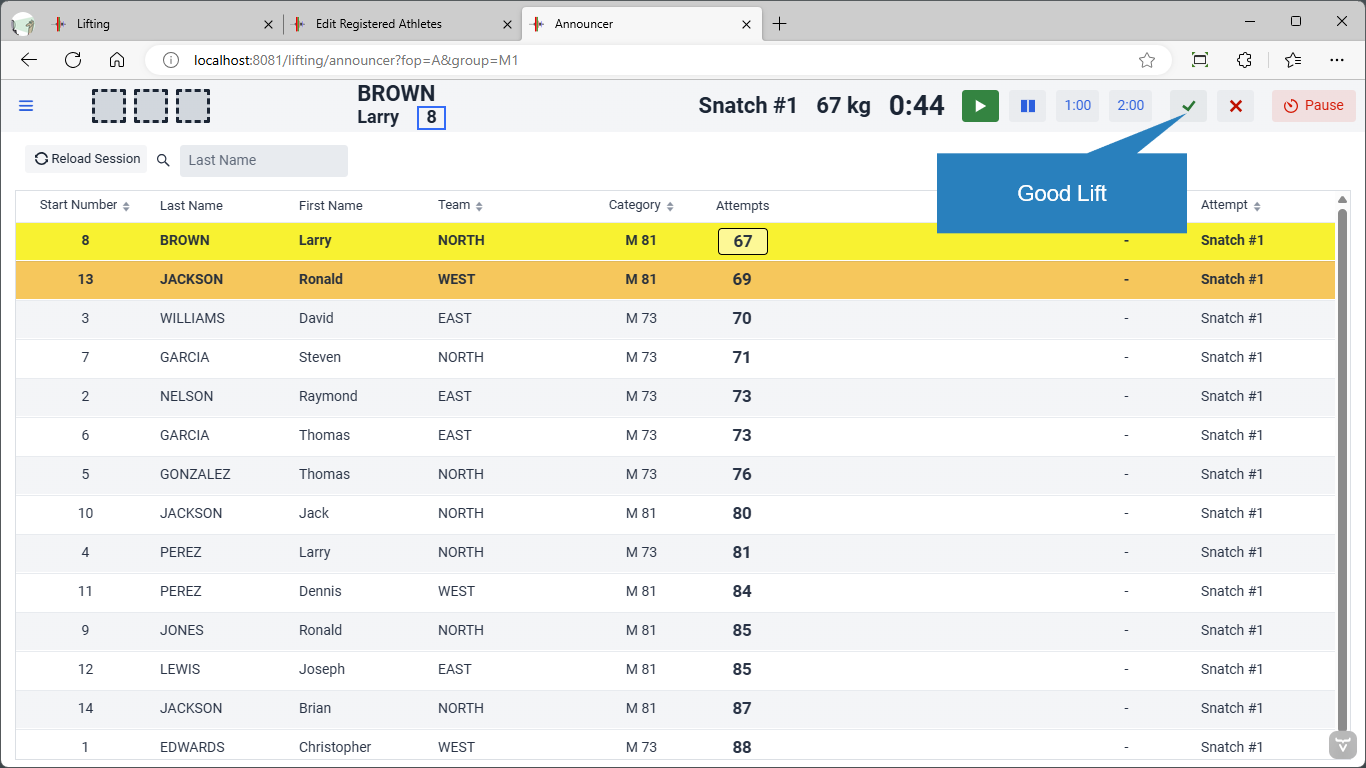 Lifting
Edit Registered Athletes
Announcer
localhost:8081/lifting/announcer?fop=A&group=M1
BROWN
Larry 8
Snatch #1 67 kg 0:44 1:00 2:00 Pause
Reload Session Last Name
Good Lift
Start Number Last Name First Name Team Category Attempts Attempt
8 BROWN Larry NORTH M 81 67 - Snatch #1
13 JACKSON Ronald WEST M 81 69 - Snatch #1
3 WILLIAMS David EAST M 73 70 - Snatch #1
7 GARCIA Steven NORTH M 73 71 - Snatch #1
2 NELSON Raymond EAST M 73 73 - Snatch #1
6 GARCIA Thomas EAST M 73 73 - Snatch #1
5 GONZALEZ Thomas NORTH M 73 76 - Snatch #1
10 JACKSON Jack NORTH M 81 80 - Snatch #1
4 PEREZ Larry NORTH M 73 81 - Snatch #1
11 PEREZ Dennis WEST M 81 84 - Snatch #1
9 JONES Ronald NORTH M 81 85 - Snatch #1
12 LEWIS Joseph EAST M 81 85 - Snatch #1
14 JACKSON Brian NORTH M 81 87 - Snatch #1
1 EDWARDS Christopher WEST M 73 88 - Snatch #1